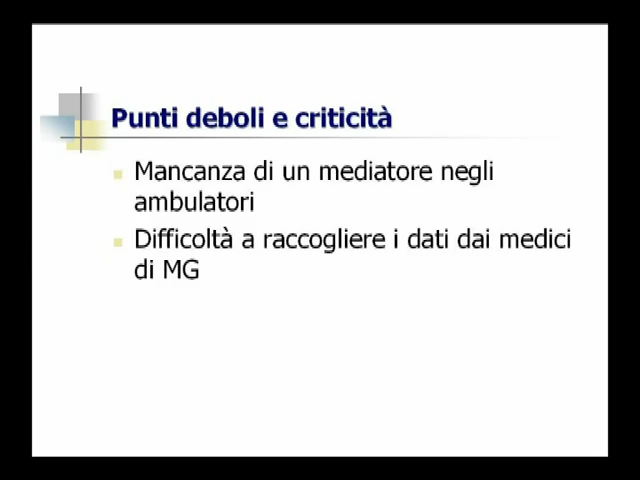 Punti deboli e criticità
Mancanza di un mediatore negli
ambulatori
Difficoltà a raccogliere i dati dai medici
di MG